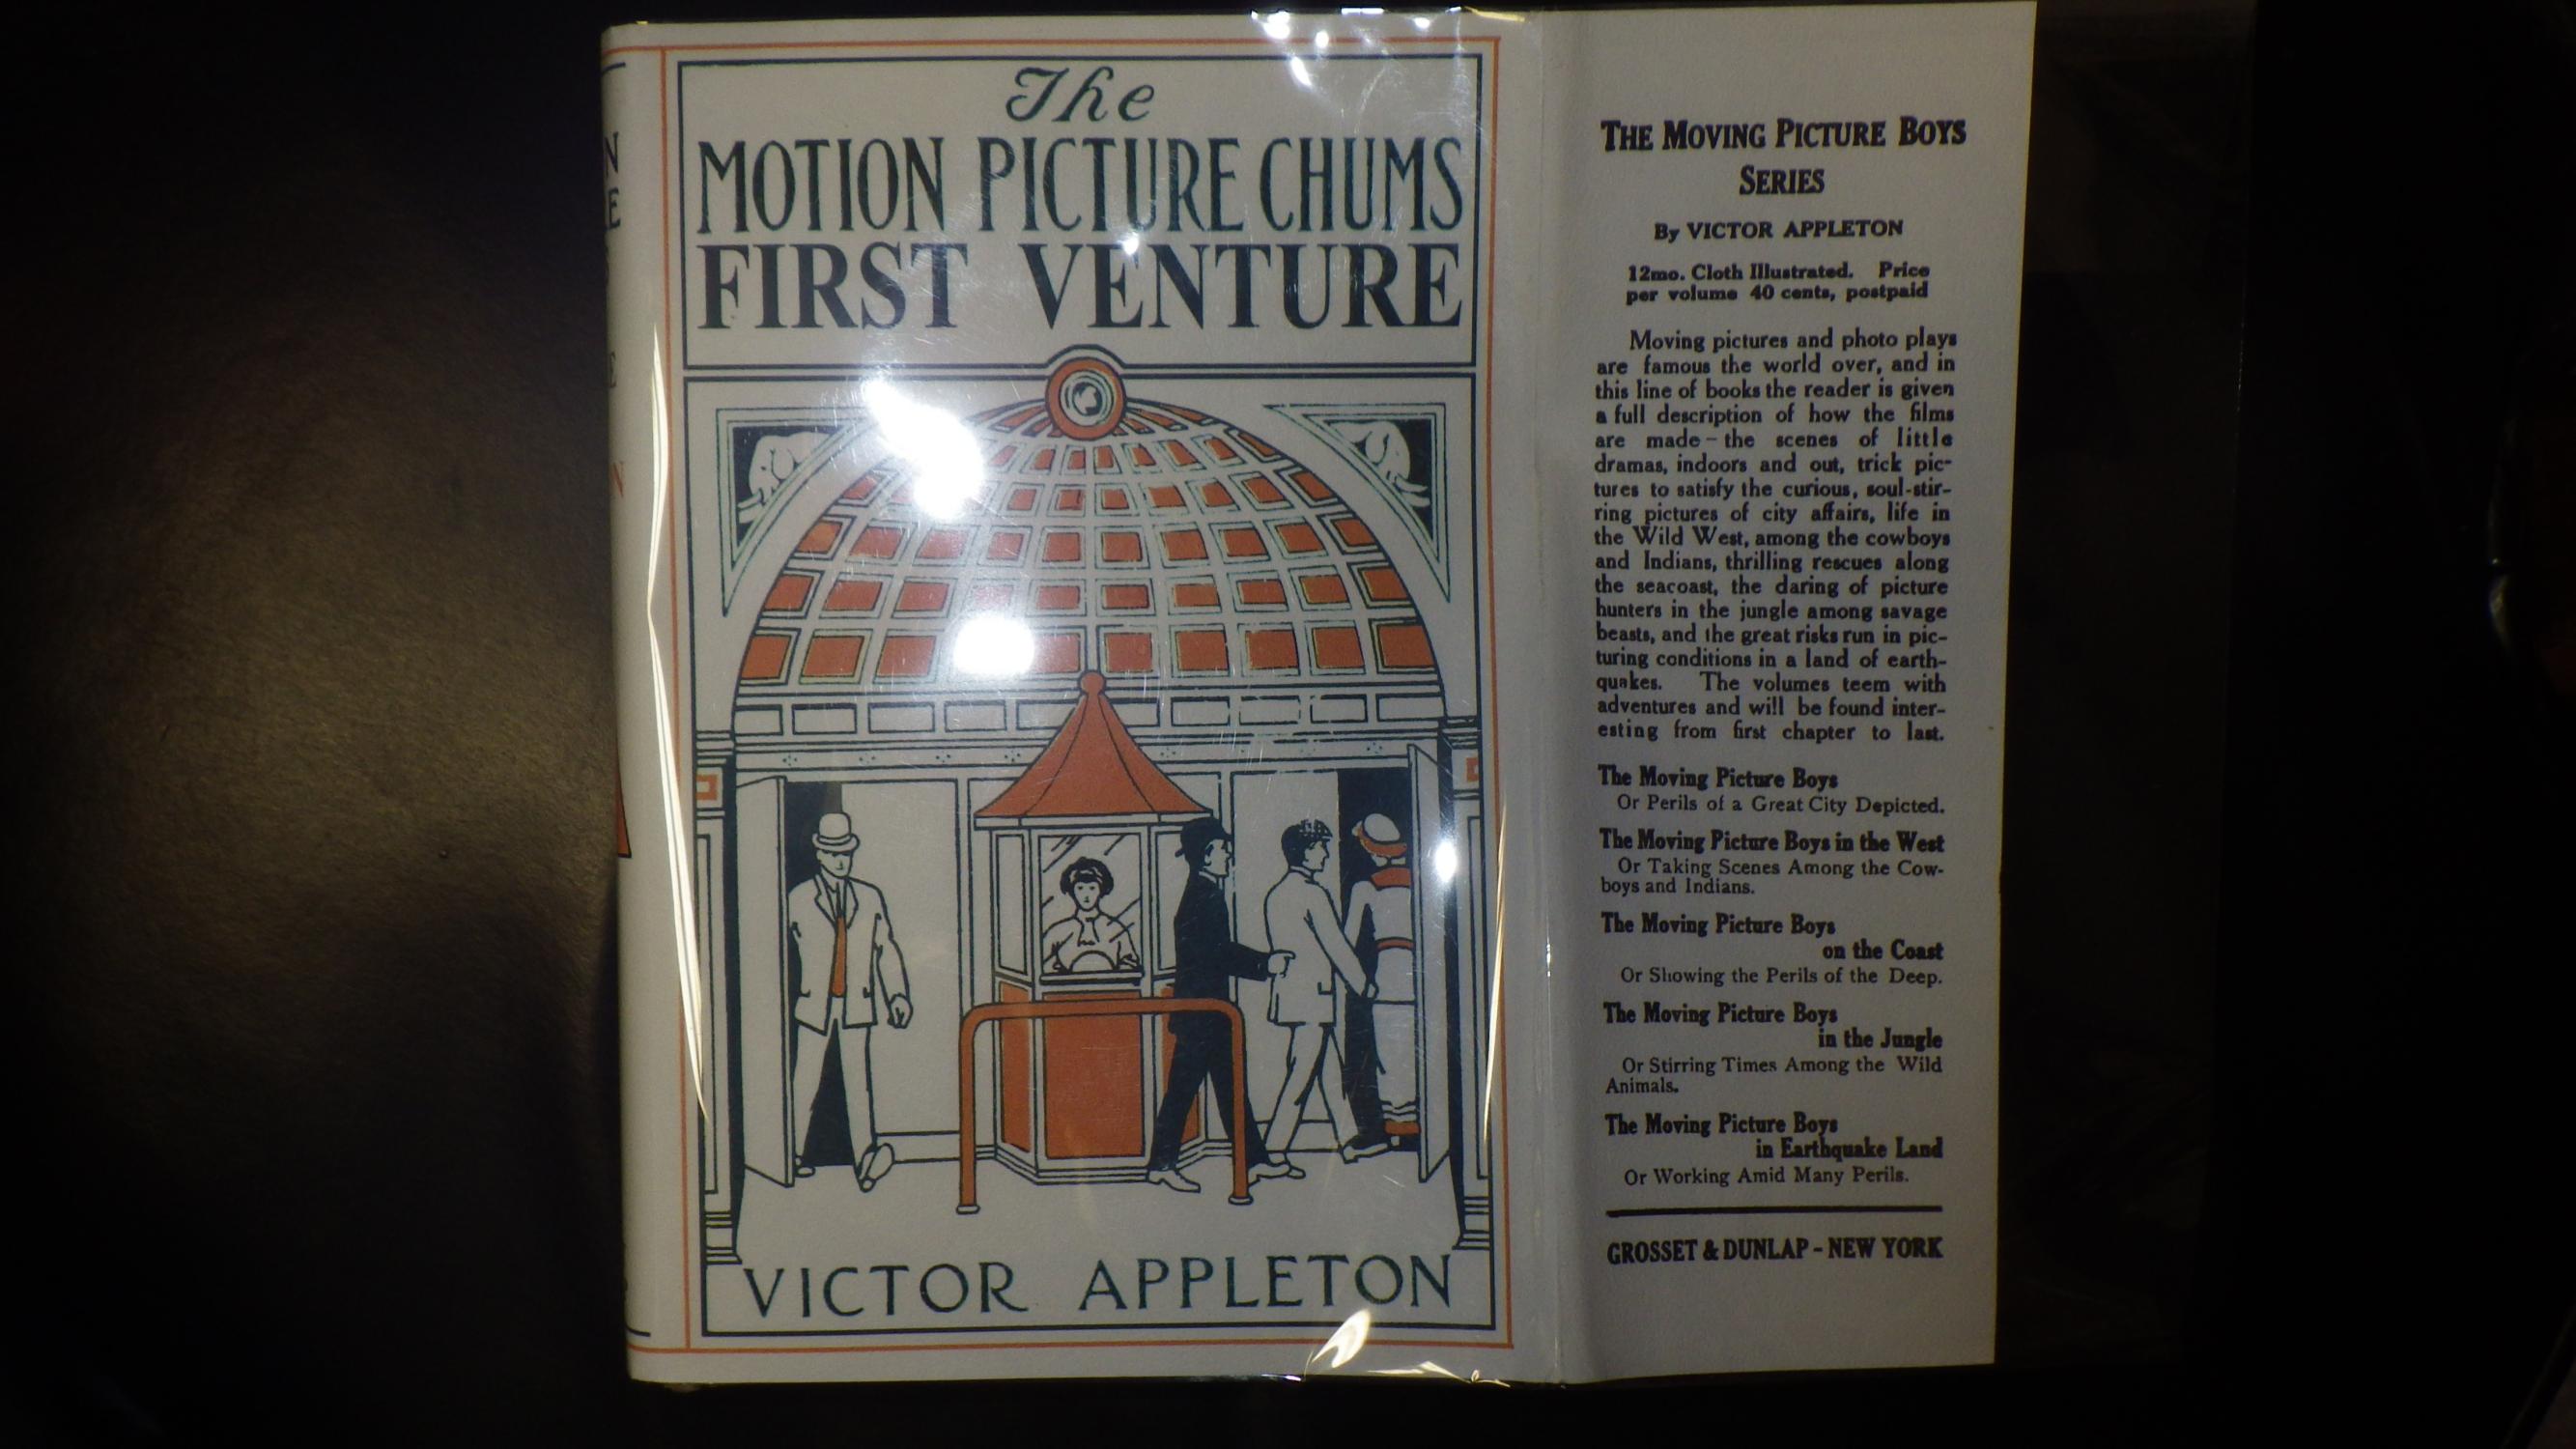 The
MOTION PICTURE CHUMS
FIRST VENTURE
VICTOR APPLETON
THE MOVING PICTURE BOYS
SERIES
By VICTOR APPLETON
12mo. Cloth Illustrated. Price
per volume 40 cents, postpaid
Moving pictures and photo plays
are famous the world over, and in
this line of books the reader is given
a full description of how the films
are made – the scenes of little
dramas, indoors and out, trick pic-
tures to satisfy the curious, soul-stir-
ring pictures of city affairs, life in
the Wild West, among the cowboys
and Indians, thrilling rescues along
the seacoast, the daring of picture
hunters in the jungle among savage
beasts, and the great risks run in pic-
turing conditions in a land of earth-
quakes. The volumes teem with
adventures and will be found inter-
esting from first chapter to last.
The Moving Picture Boys
Or Perils of a Great City Depicted.
The Moving Picture Boys in the West
Or Taking Scenes Among the Cow-
boys and Indians.
The Moving Picture Boys
on the Coast
Or Showing the Perils of the Deep.
The Moving Picture Boys
in the Jungle
Or Stirring Times Among the Wild
Animals.
The Moving Picture Boys
in Earthquake Land
Or Working Amid Many Perils.
GROSSET & DUNLAP - NEW YORK